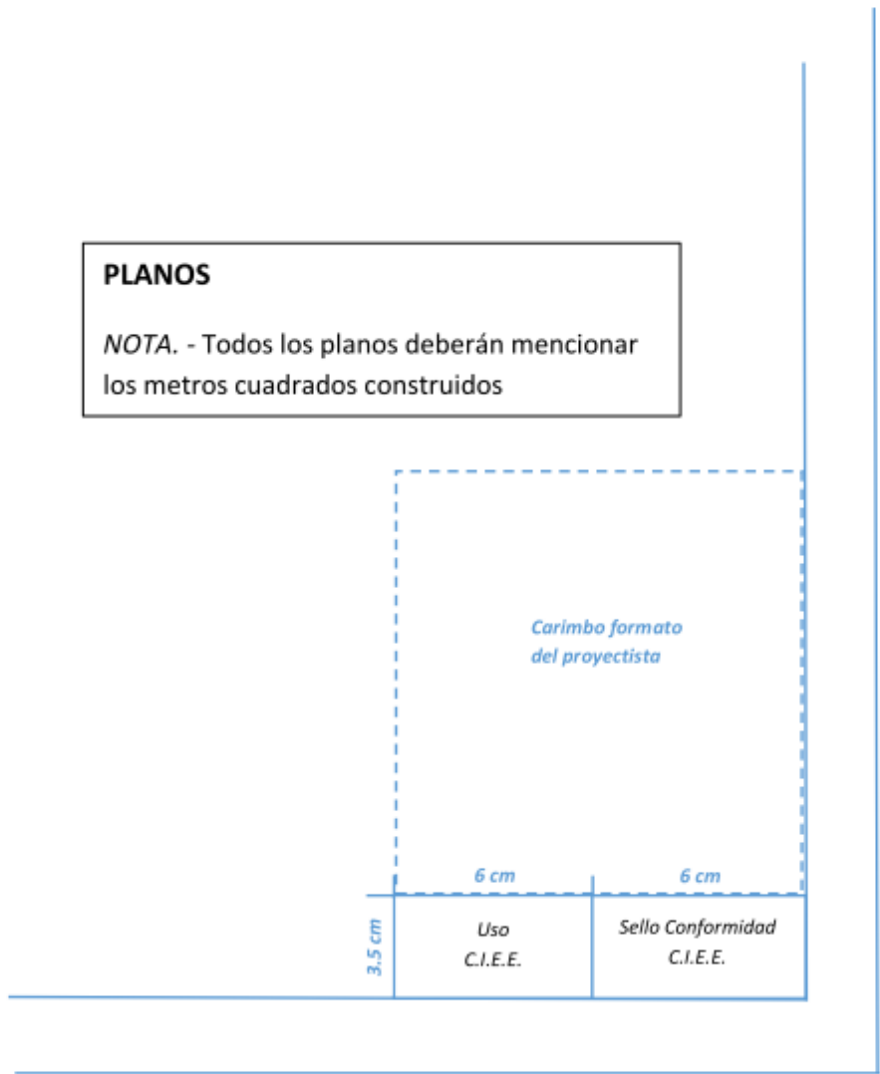 PLANOS
NOTA. - Todos los planos deberán mencionar
los metros cuadrados construidos
Carimbo formato
del proyectista
6 cm
6 cm
3.5 cm
Uso
C.I.E.E.
Sello Conformidad
C.I.E.E.